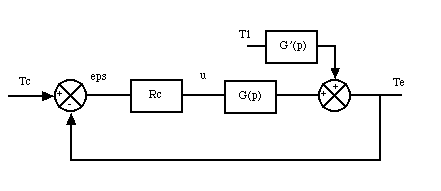 T1
G'(p)
Tc
eps
u
Te
+
-
Rc
G(p)
+
+